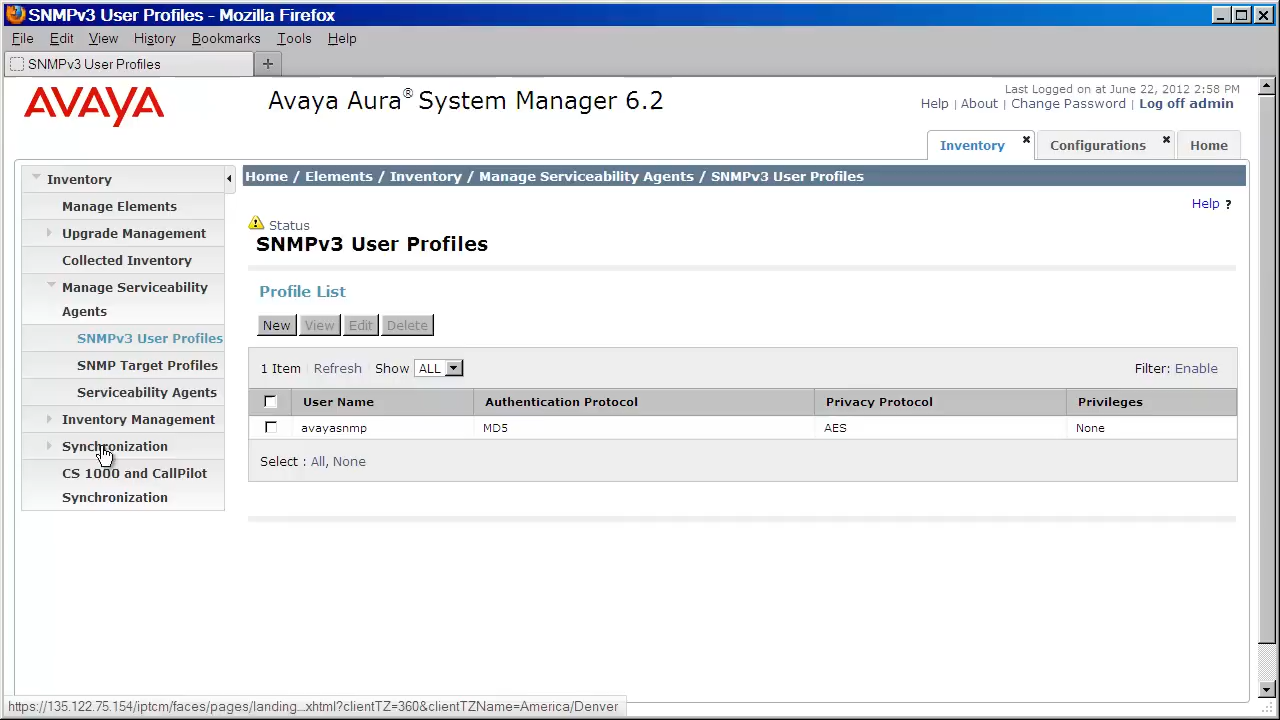 SNMPv3 User Profiles - Mozilla Firefox
File Edit View History Bookmarks Tools Help
SNMPv3 User Profiles
AVAYA
Avaya Aura® System Manager 6.2
Last Logged on at June 22, 2012 2:58 PM
Help | About | Change Password | Log off admin
Inventory
Configurations
Home
Inventory
Manage Elements
Upgrade Management
Collected Inventory
Manage Serviceability
Agents
SNMPv3 User Profiles
SNMP Target Profiles
Serviceability Agents
Inventory Management
Synchronization
CS 1000 and CallPilot
Synchronization
Home / Elements / Inventory / Manage Serviceability Agents / SNMPv3 User Profiles
Help ?
Status
SNMPv3 User Profiles
Profile List
New View Edit Delete
1 Item Refresh Show ALL Filter: Enable
User Name Authentication Protocol Privacy Protocol Privileges
avayasnmp MD5 AES None
Select : All, None
https://135.122.75.154/iptcm/faces/pages/landing...xhtml?clientTZ=360&clientTZName=America/Denver